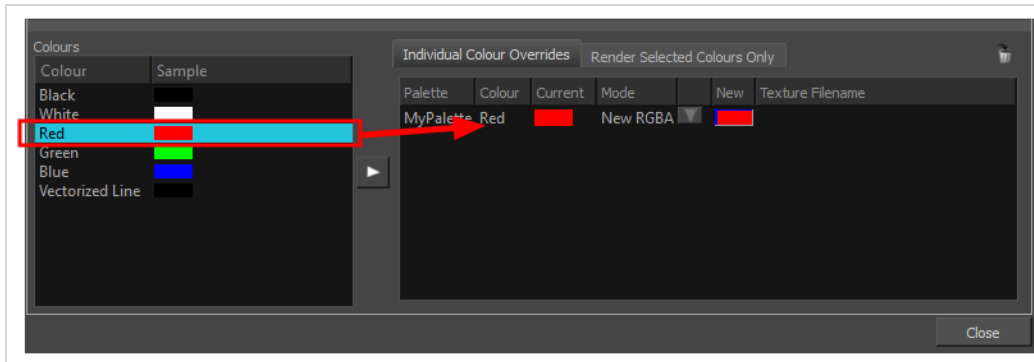 Colours
Colour Sample
Black
White
Red
Green
Blue
Vectorized Line
Individual Colour Overrides Render Selected Colours Only
Palette Colour Current Mode New Texture Filename
MyPalette Red New RGBA
Close